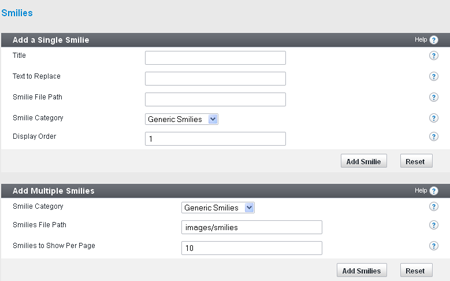 Smilies
Add a Single Smilie Help ?
Title ?
Text to Replace ?
Smilie File Path ?
Smilie Category Generic Smilies ?
Display Order 1 ?
Add Smilie Reset
Add Multiple Smilies Help ?
Smilie Category Generic Smilies ?
Smilies File Path images/smilies ?
Smilies to Show Per Page 10 ?
Add Smilies Reset